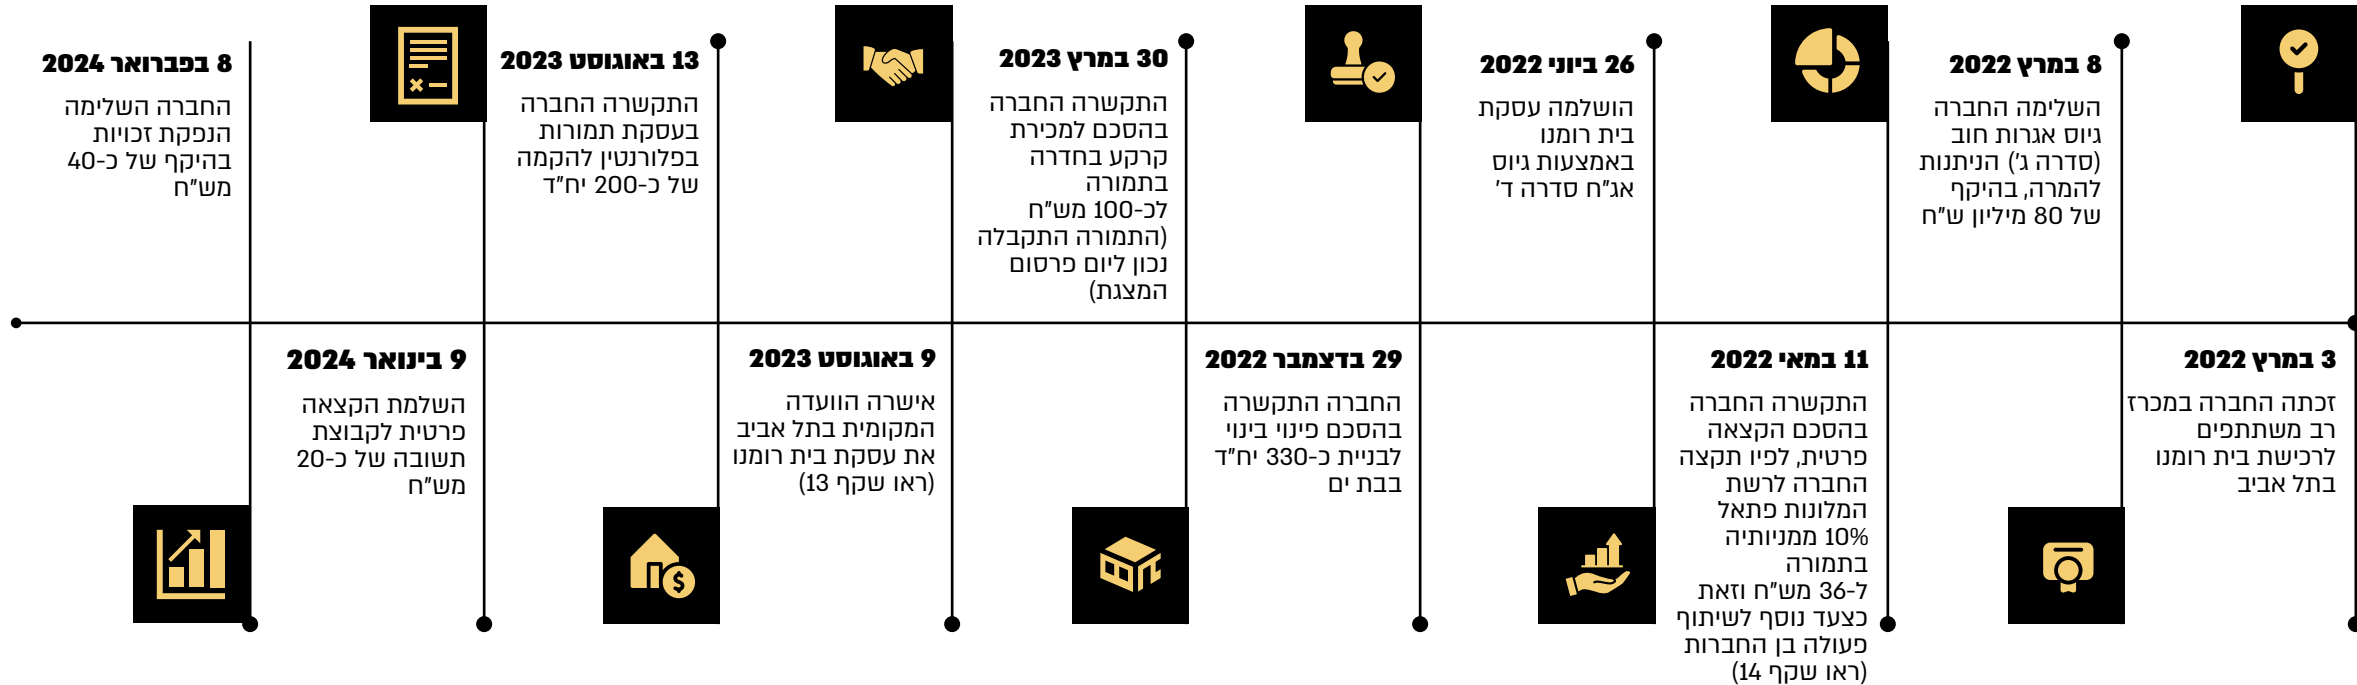 3 במרץ 2022
זכתה החברה במכרז
רב משתתפים
לרכישת בית רומנו
בתל אביב
8 במרץ 2022
השלימה החברה
גיוס אגרות חוב
(סדרה ג') הניתנות
להמרה, בהיקף
של 80 מיליון ש"ח
11 במאי 2022
התקשרה החברה
בהסכם הקצאה
פרטית, לפיו תקצה
החברה לרשת
המלונות פתאל
10% ממניותיה
בתמורה
ל-36 מש"ח וזאת
כצעד נוסף לשיתוף
פעולה בן החברות
(ראו שקף 14)
26 ביוני 2022
הושלמה עסקת
בית רומנו
באמצעות גיוס
אג"ח סדרה ד'
29 בדצמבר 2022
החברה התקשרה
בהסכם פינוי בינוי
לבניית כ-330 יח"ד
בבת ים
30 במרץ 2023
התקשרה החברה
בהסכם למכירת
קרקע בחדרה
בתמורה
לכ-100 מש"ח
(התמורה התקבלה
נכון ליום פרסום
המצגת)
9 באוגוסט 2023
אישרה הוועדה
המקומית בתל אביב
את עסקת בית רומנו
(ראו שקף 13)
13 באוגוסט 2023
התקשרה החברה
בעסקת תמורות
בפלורנטין להקמה
של כ-200 יח"ד
9 בינואר 2024
השלמת הקצאה
פרטית לקבוצת
תשובה של כ-20
מש"ח
8 בפברואר 2024
החברה השלימה
הנפקת זכויות
בהיקף של כ-40
מש"ח